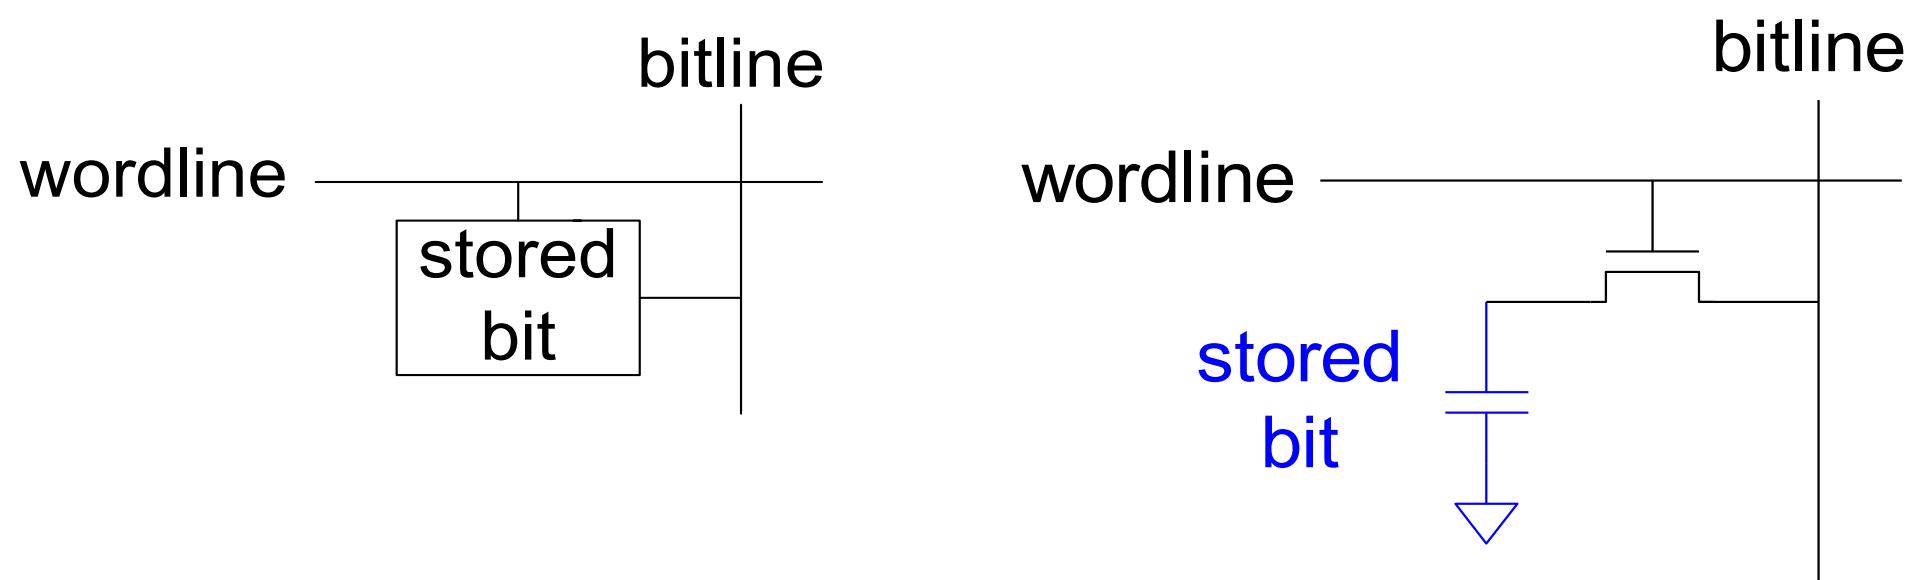 bitline
wordline
stored
bit
bitline
wordline
stored
bit